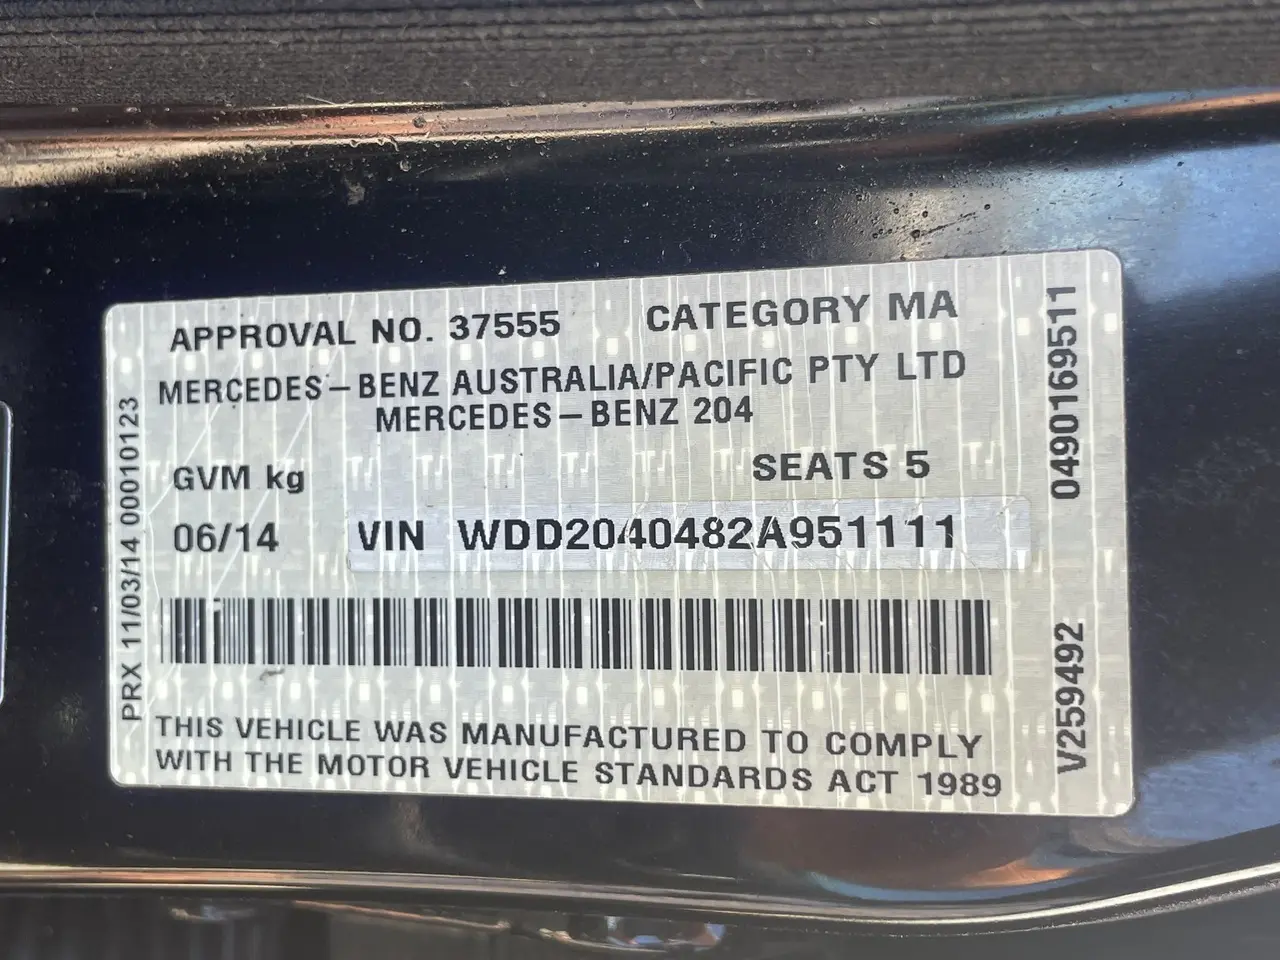 APPROVAL NO. 37555 CATEGORY MA
MERCEDES-BENZ AUSTRALIA/PACIFIC PTY LTD
MERCEDES-BENZ 204
GVM kg SEATS 5
06/14 VIN WDD2040482A951111
THIS VEHICLE WAS MANUFACTURED TO COMPLY
WITH THE MOTOR VEHICLE STANDARDS ACT 1989
PRX 11/03/14 00010123
0490169511
V259492